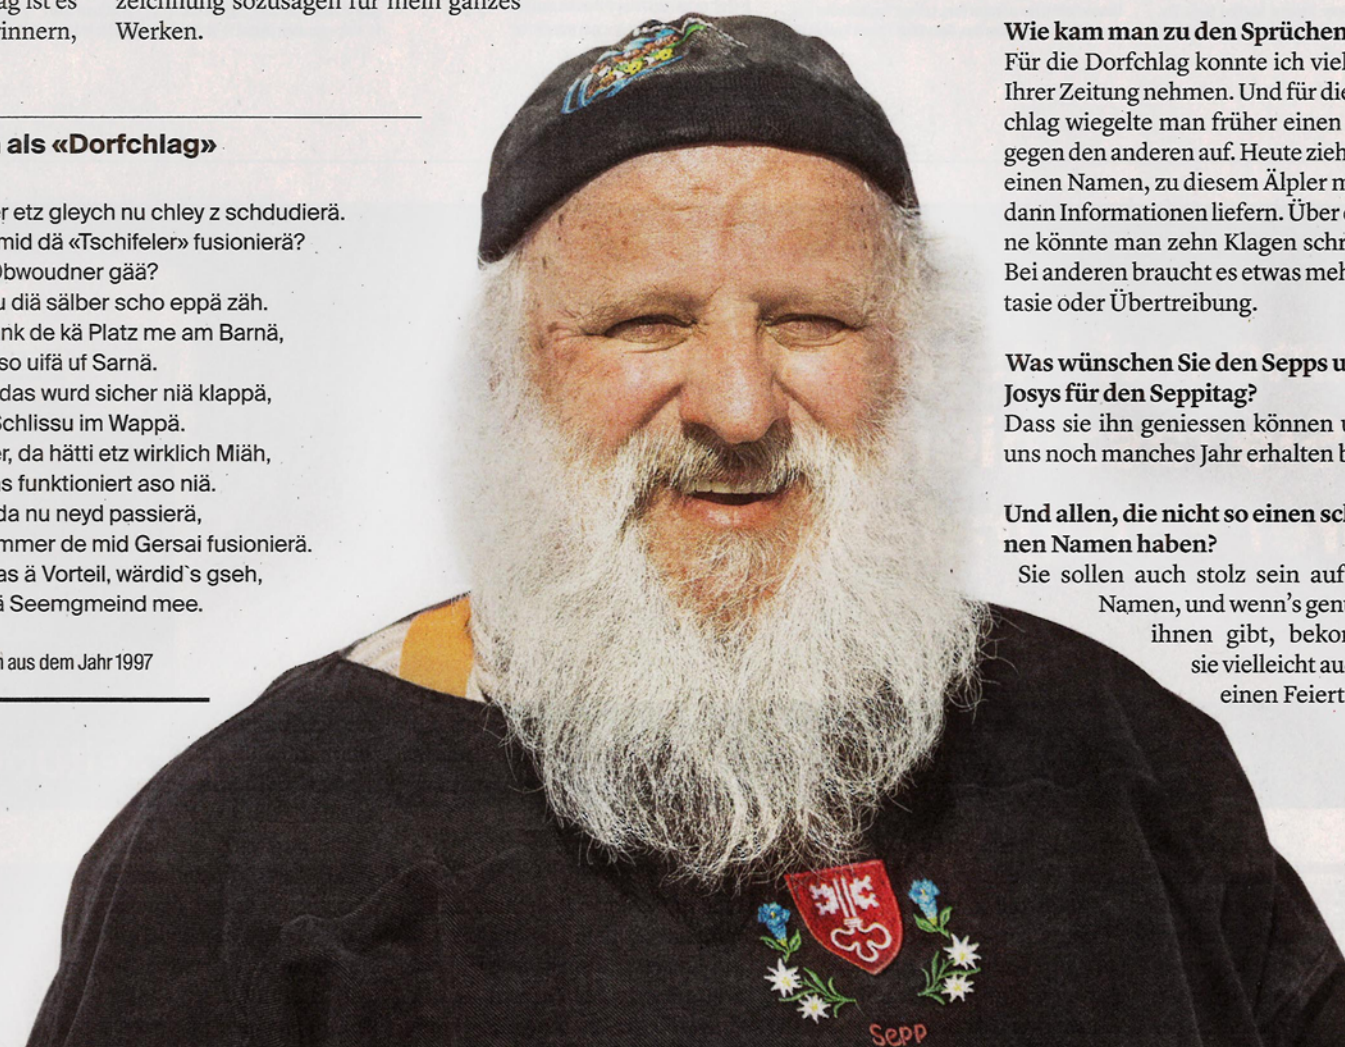 zeichnung sozusagen für mein ganzes
innern,
Werken.
als «Dorfchlag»
etz gleych nu chley z schdudierä.
mid dä «Tschifeler» fusionierä?
Obwoudner gää?
diä sälber scho eppä zäh.
de kä Platz me am Barnä,
so uifä uf Sarnä.
das wurd sicher niä klappä,
Schlissu im Wappä.
da hätti etz wirklich Miäh,
funktioniert aso niä.
da nu neyd passierä,
mmer de mid Gersai fusionierä.
as ä Vorteil, wärdid`s gseh,
Seemgmeind mee.
aus dem Jahr 1997
Wie kam man zu den Sprüchen
Für die Dorfchlag konnte ich viel
Ihrer Zeitung nehmen. Und für die
chlag wiegelte man früher einen
gegen den anderen auf. Heute zieh
einen Namen, zu diesem Älpler m
dann Informationen liefern. Über
ne könnte man zehn Klagen schr
Bei anderen braucht es etwas meh
tasie oder Übertreibung.
Was wünschen Sie den Sepps u
Josys für den Seppitag?
Dass sie ihn geniessen können u
uns noch manches Jahr erhalten b
Und allen, die nicht so einen sch
nen Namen haben?
Sie sollen auch stolz sein auf
Namen, und wenn's gen
ihnen gibt, beko
sie vielleicht au
einen Feiert
Sepp